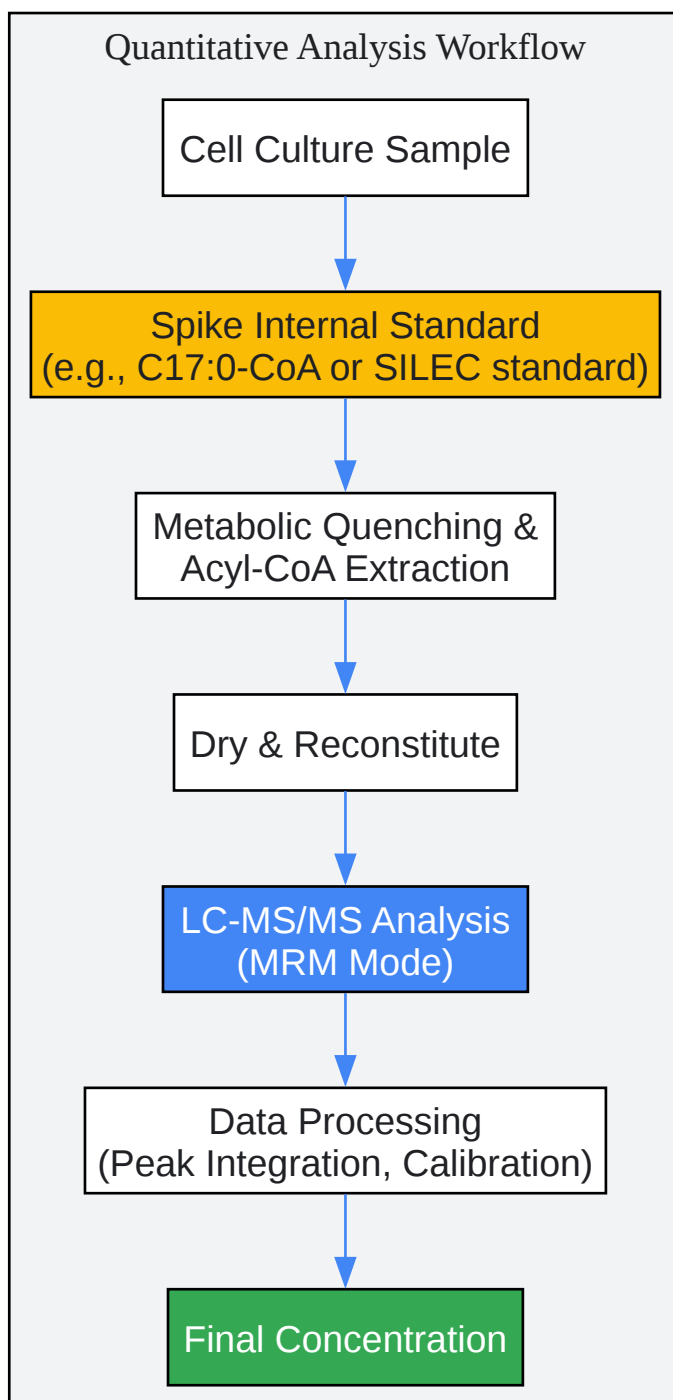 Quantitative Analysis Workflow
Cell Culture Sample
Spike Internal Standard
(e.g., C17:0-CoA or SILEC standard)
Metabolic Quenching &
Acyl-CoA Extraction
Dry & Reconstitute
LC-MS/MS Analysis
(MRM Mode)
Data Processing
(Peak Integration, Calibration)
Final Concentration